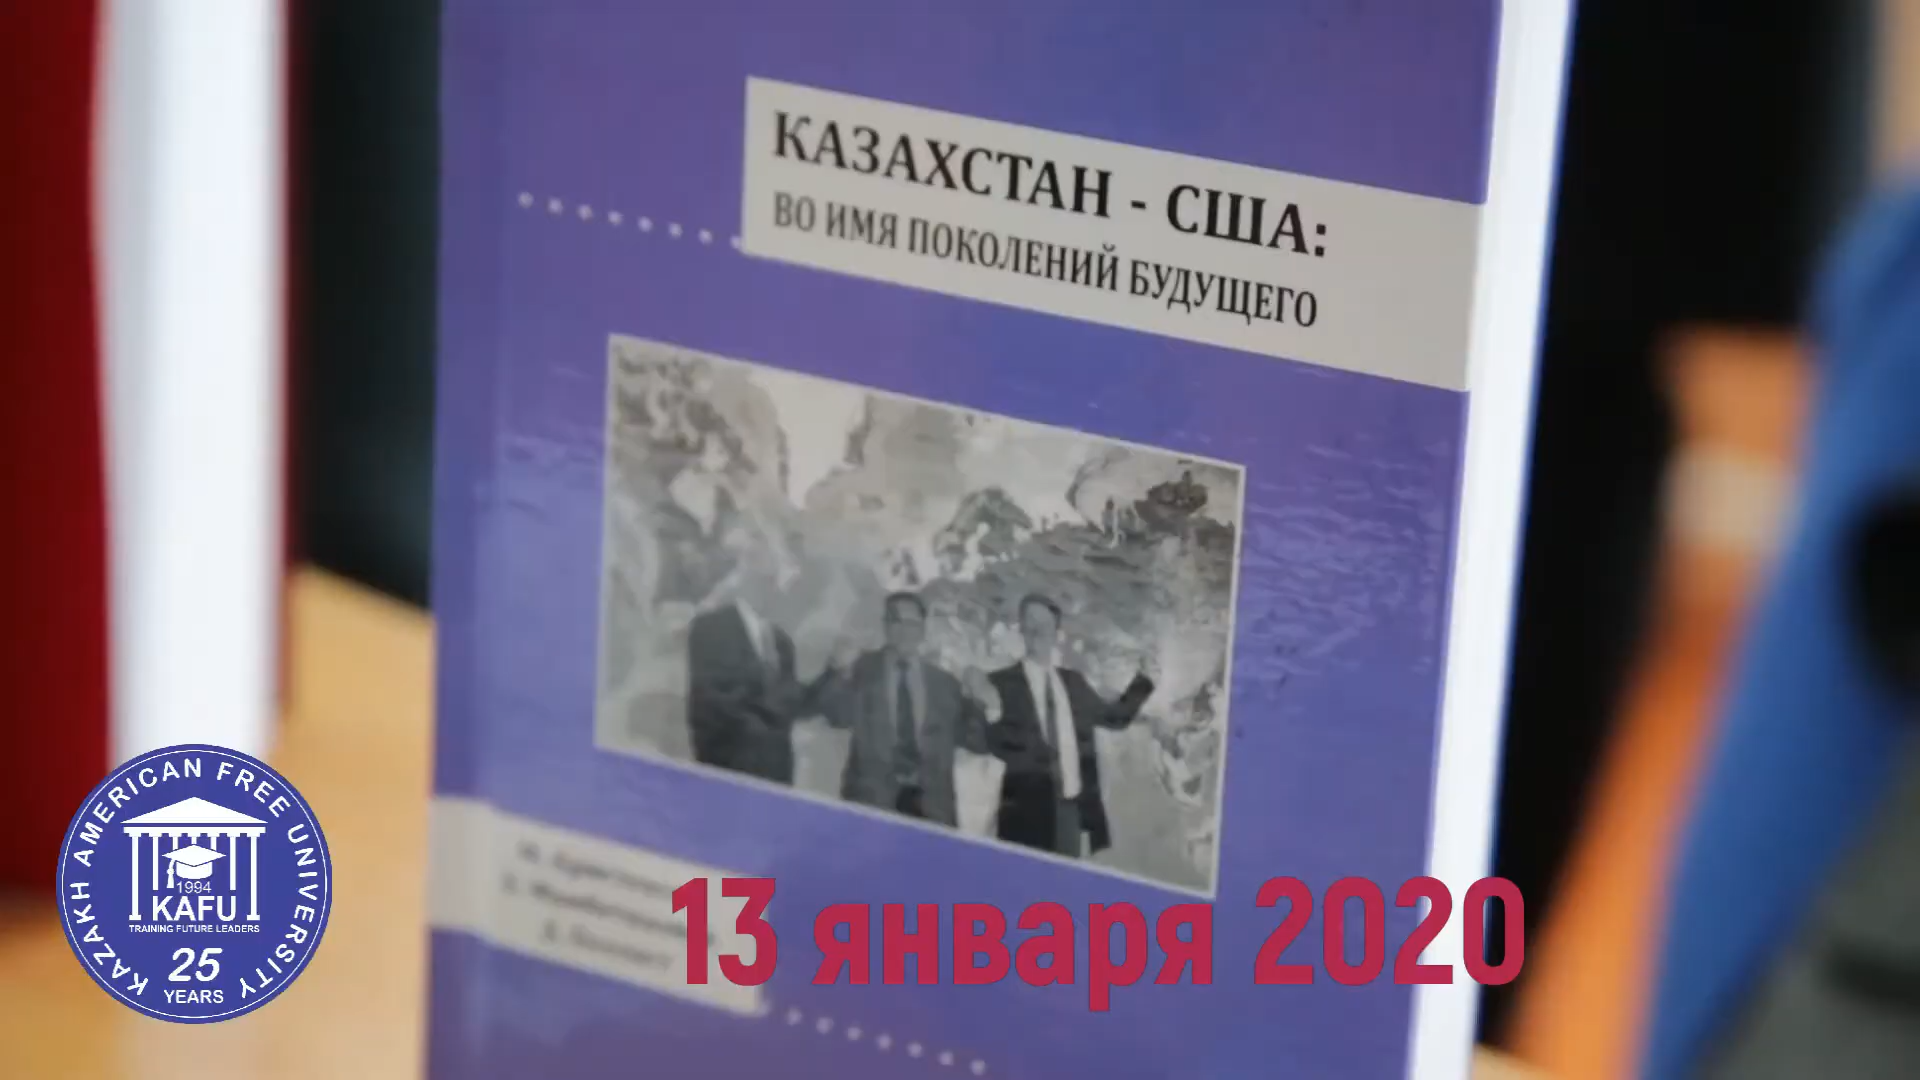 КАЗАХСТАН - США:
ВО ИМЯ ПОКОЛЕНИЙ БУДУЩЕГО
13 января 2020
KAZAKH AMERICAN FREE UNIVERSITY
1994
KAFU
TRAINING FUTURE LEADERS
25
YEARS